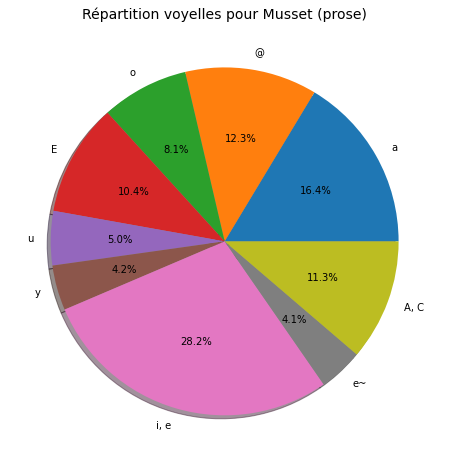 Répartition voyelles pour Musset (prose)
@
o
12.3%
E
8.1%
a
10.4%
16.4%
u
5.0%
y
4.2%
11.3%
A, C
28.2%
4.1%
e~
i, e